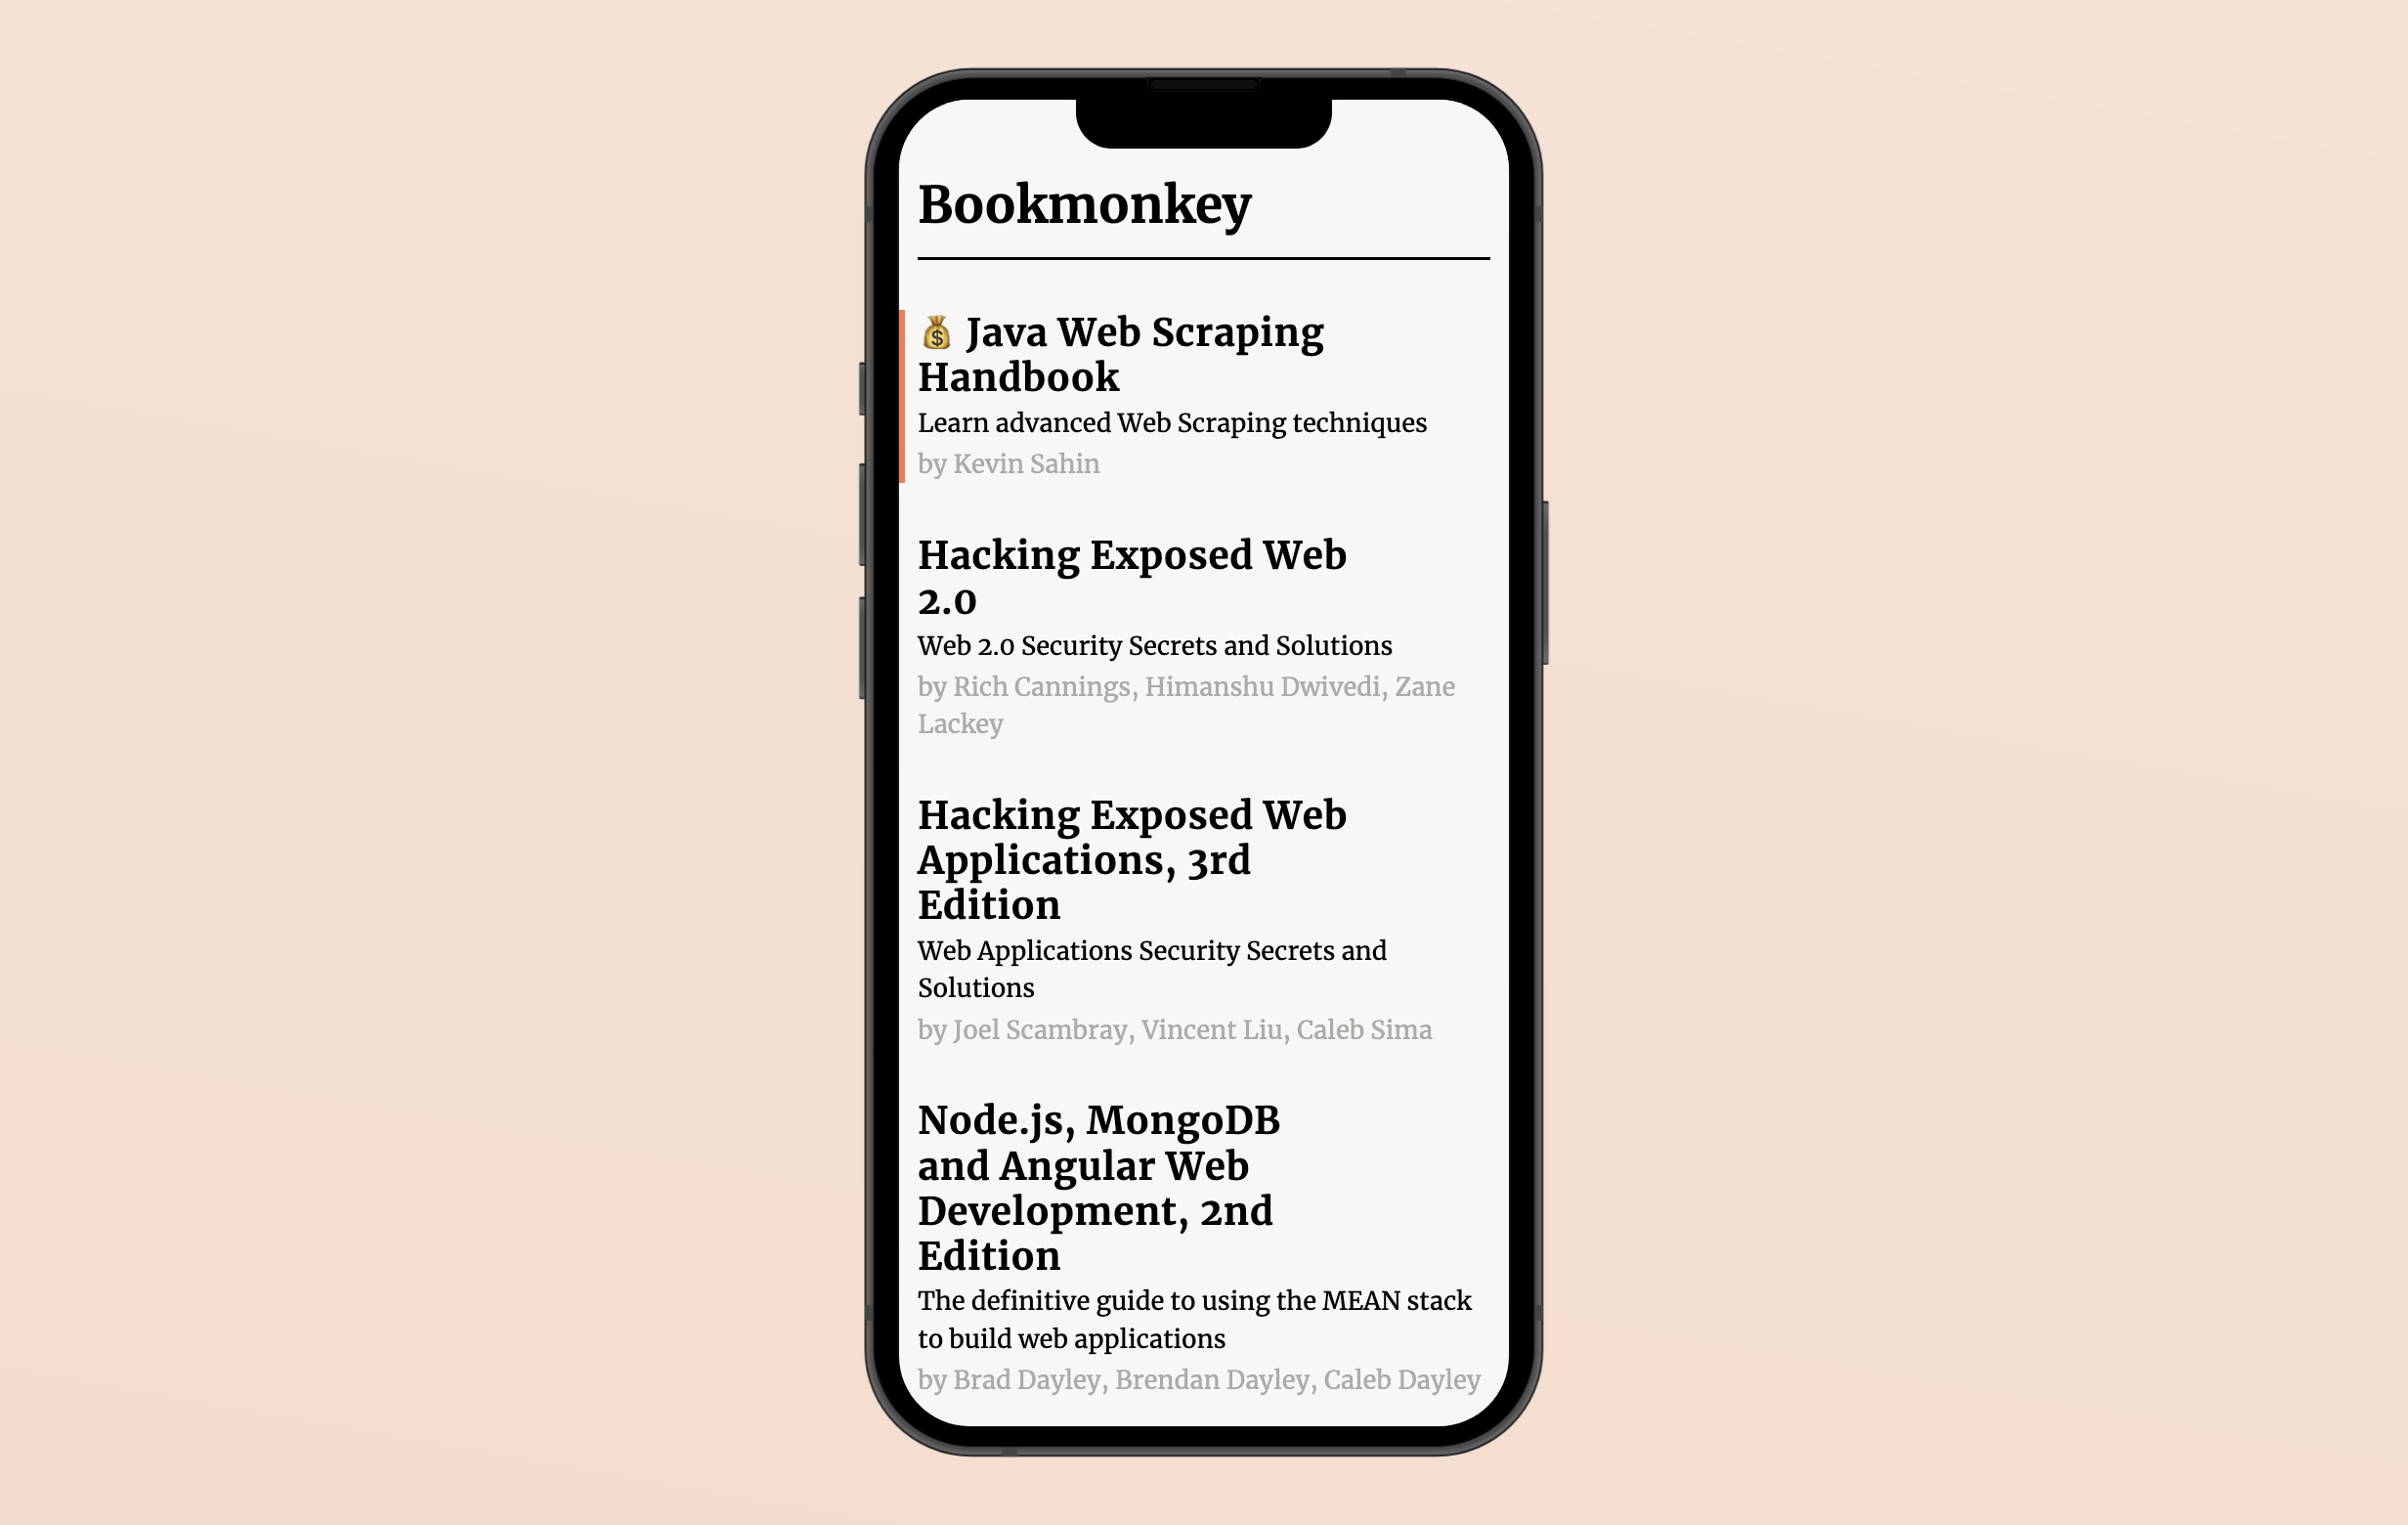 Bookmonkey
💰 Java Web Scraping
Handbook
Learn advanced Web Scraping techniques
by Kevin Sahin
Hacking Exposed Web
2.0
Web 2.0 Security Secrets and Solutions
by Rich Cannings, Himanshu Dwivedi, Zane
Lackey
Hacking Exposed Web
Applications, 3rd
Edition
Web Applications Security Secrets and
Solutions
by Joel Scambray, Vincent Liu, Caleb Sima
Node.js, MongoDB
and Angular Web
Development, 2nd
Edition
The definitive guide to using the MEAN stack
to build web applications
by Brad Dayley, Brendan Dayley, Caleb Dayley